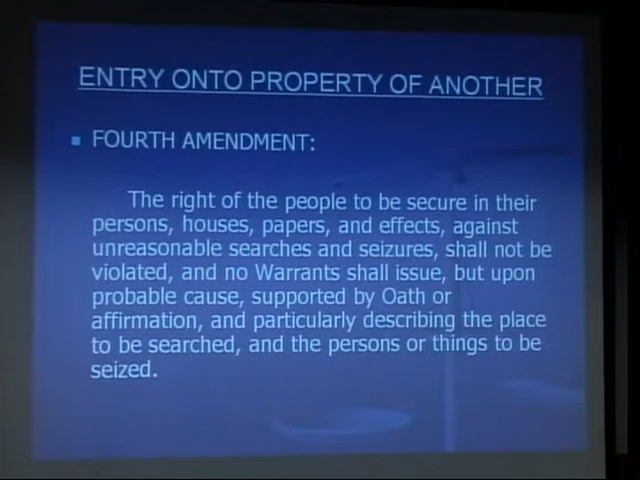 ENTRY ONTO PROPERTY OF ANOTHER
FOURTH AMENDMENT:
The right of the people to be secure in their
persons, houses, papers, and effects, against
unreasonable searches and seizures, shall not be
violated, and no Warrants shall issue, but upon
probable cause, supported by Oath or
affirmation, and particularly describing the place
to be searched, and the persons or things to be
seized.